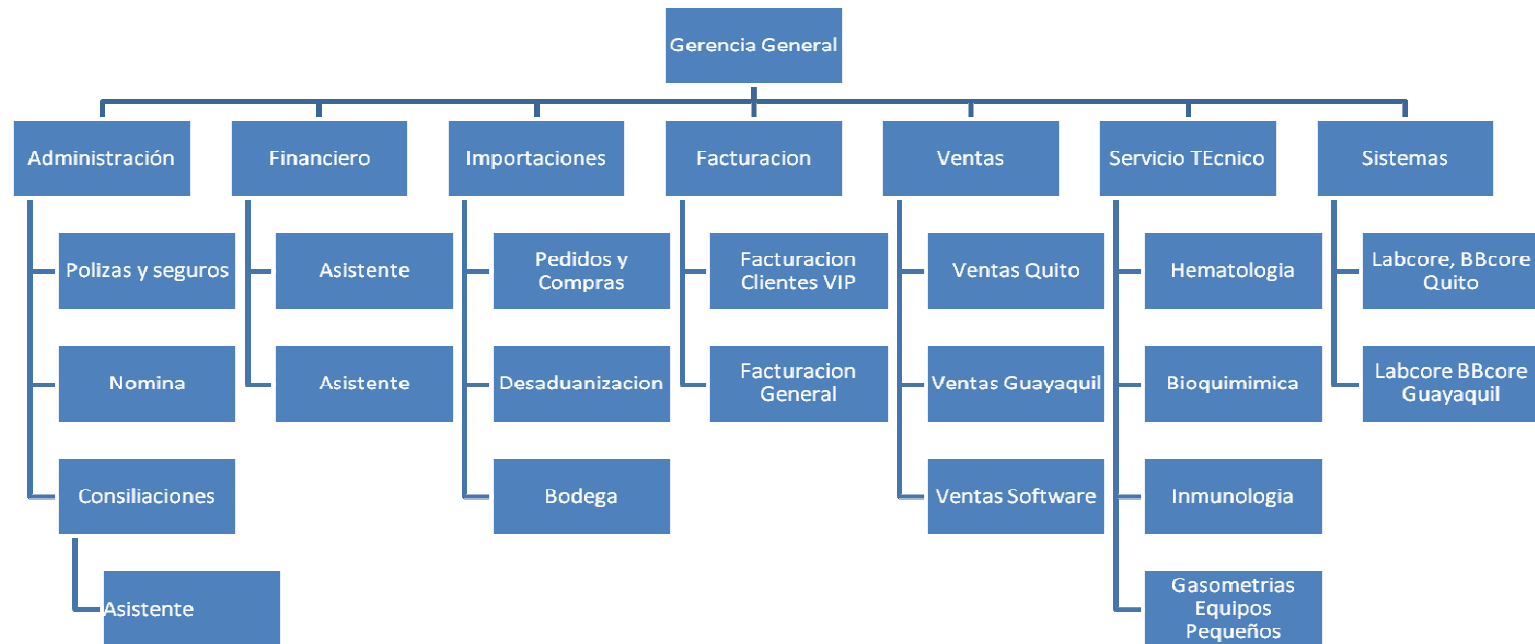 Gerencia General
Administración
Financiero
Importaciones
Facturacion
Ventas
Servicio TEcnico
Sistemas
Polizas y seguros
Asistente
Pedidos y
Compras
Facturacion
Clientes VIP
Ventas Quito
Hematologia
Labcore, BBcore
Quito
Nomina
Asistente
Desaduanizacion
Facturacion
General
Ventas Guayaquil
Bioquimimica
Labcore BBcore
Guayaquil
Consiliaciones
Bodega
Ventas Software
Inmunologia
Asistente
Gasometrias
Equipos
Pequeños